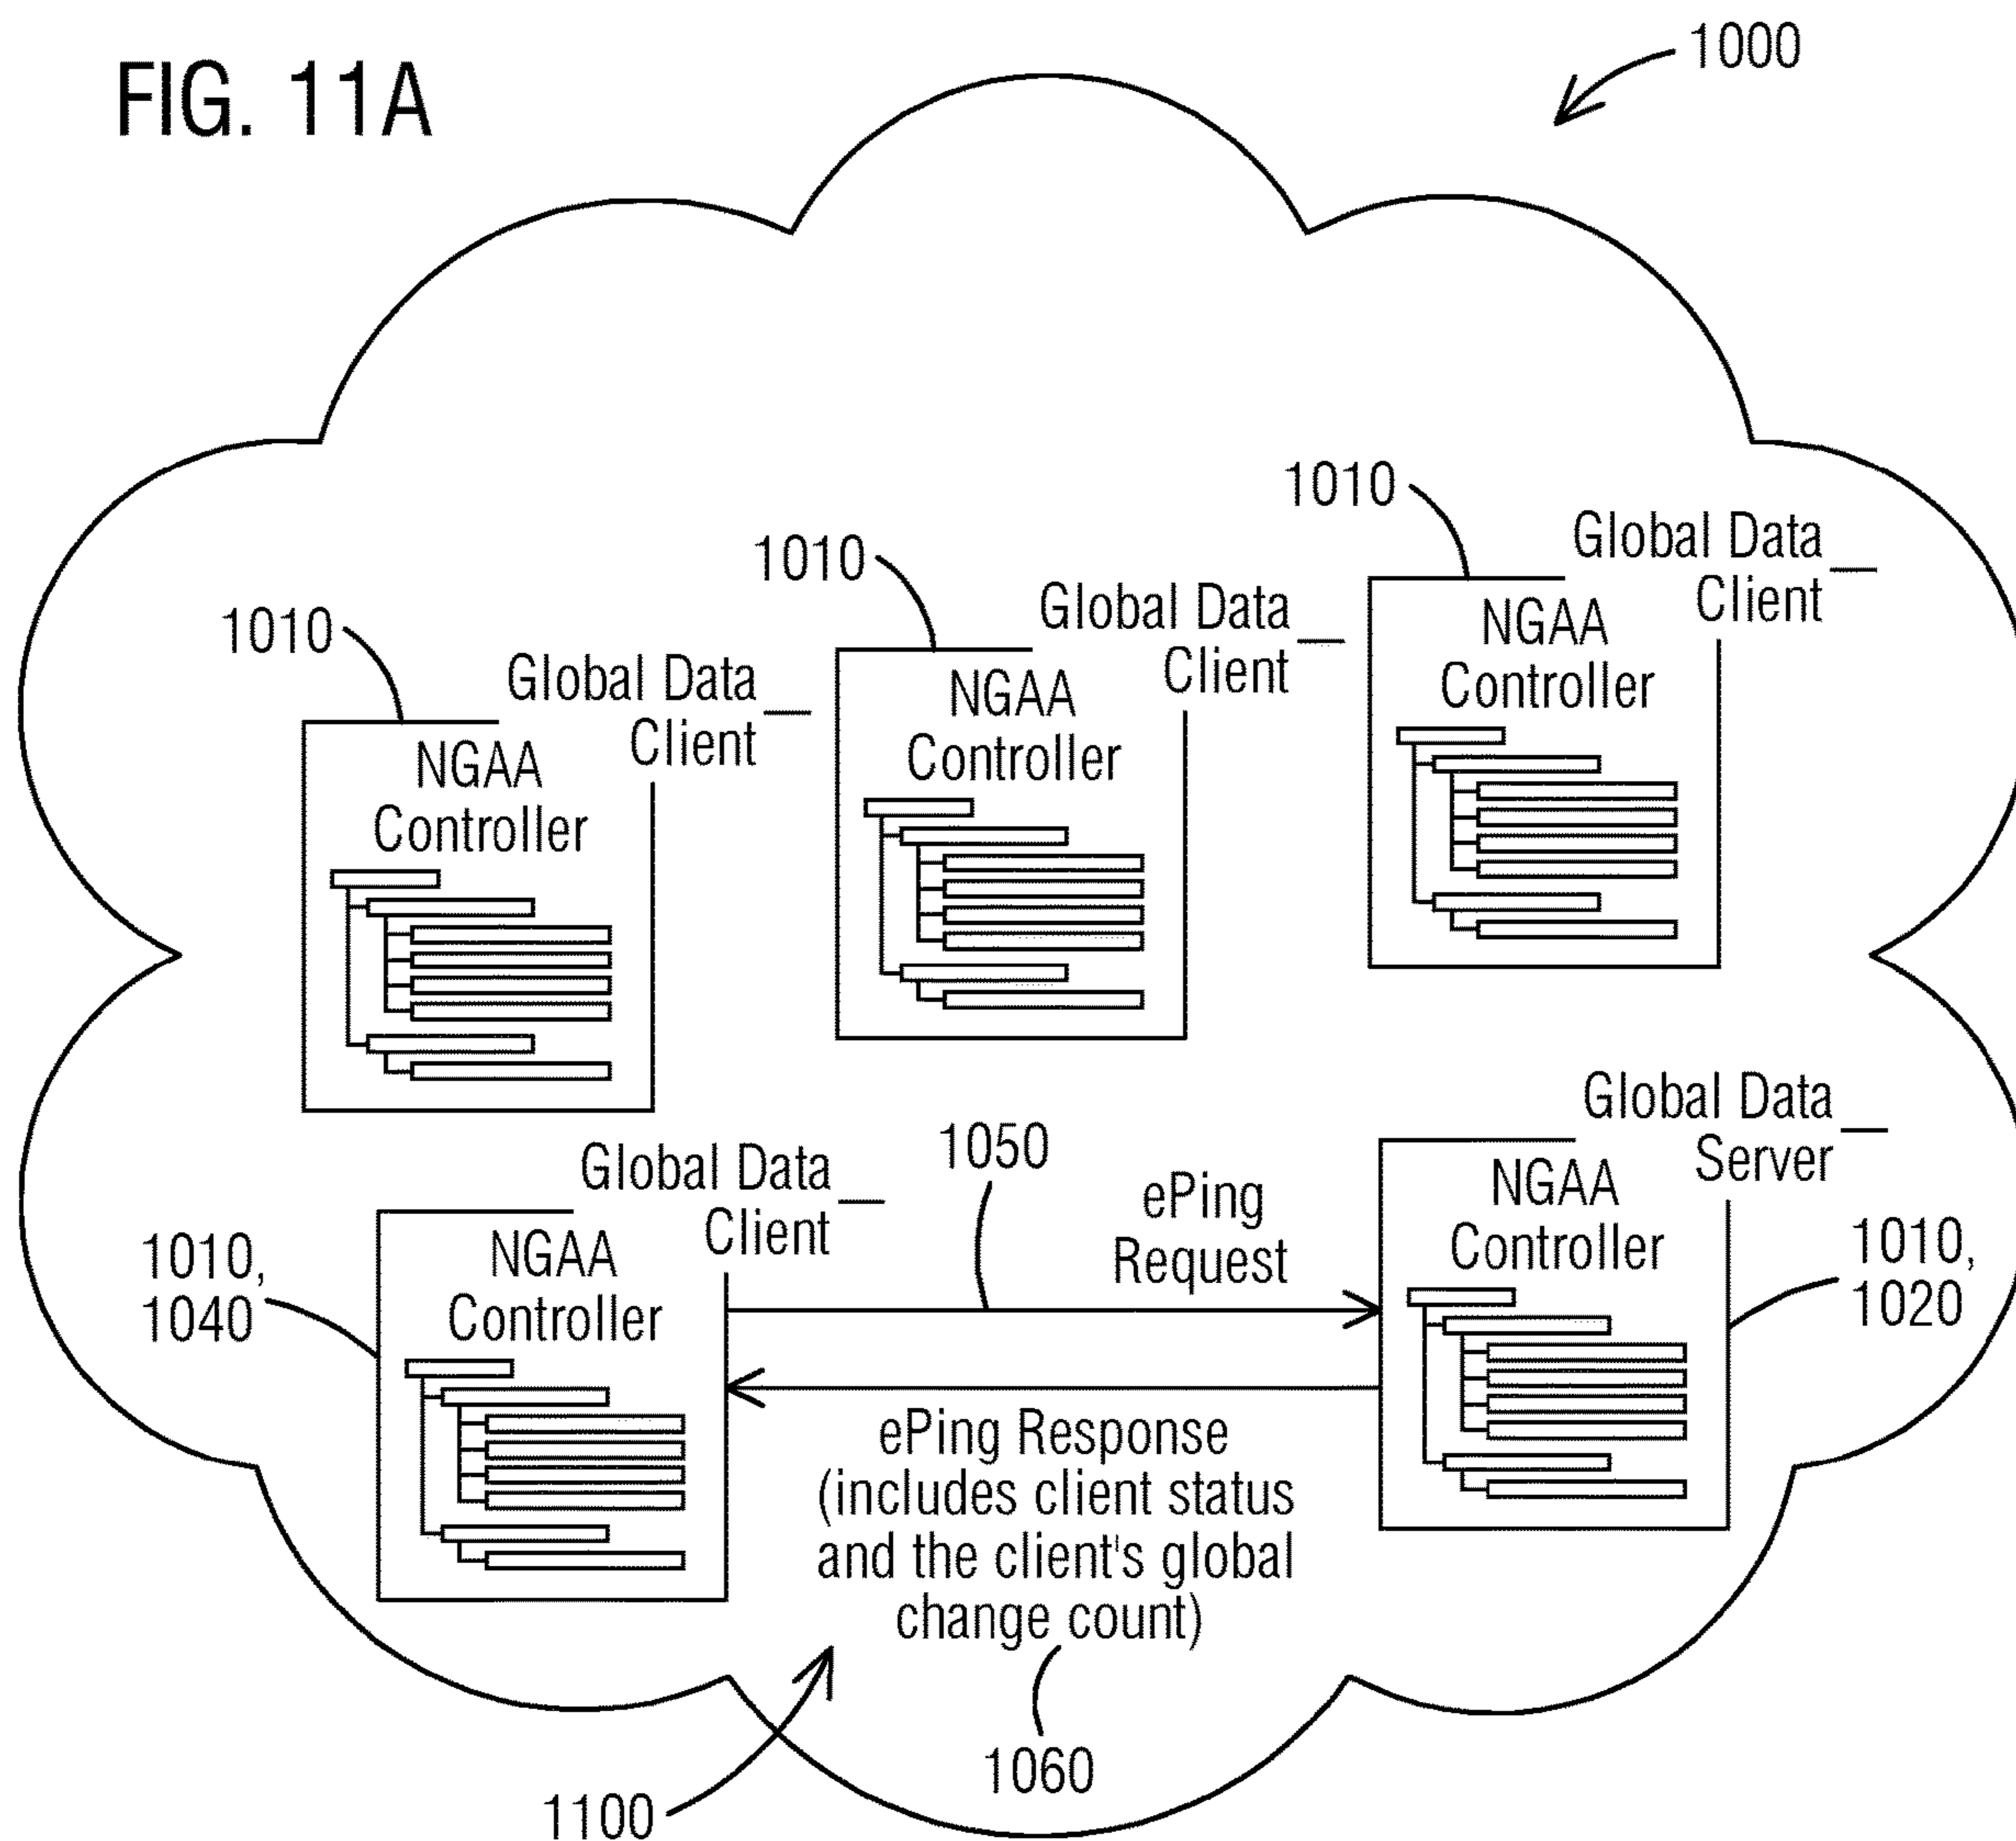 FIG. 11A
1000
1010
Global Data
Client
NGAA
Controller
1010
Global Data
Client
NGAA
Controller
1010
Global Data
Client
NGAA
Controller
1010,
1040
Global Data
Client
NGAA
Controller
1050
ePing
Request
Global Data
Server
NGAA
Controller
1010,
1020
ePing Response
(includes client status
and the client's global
change count)
1060
1100